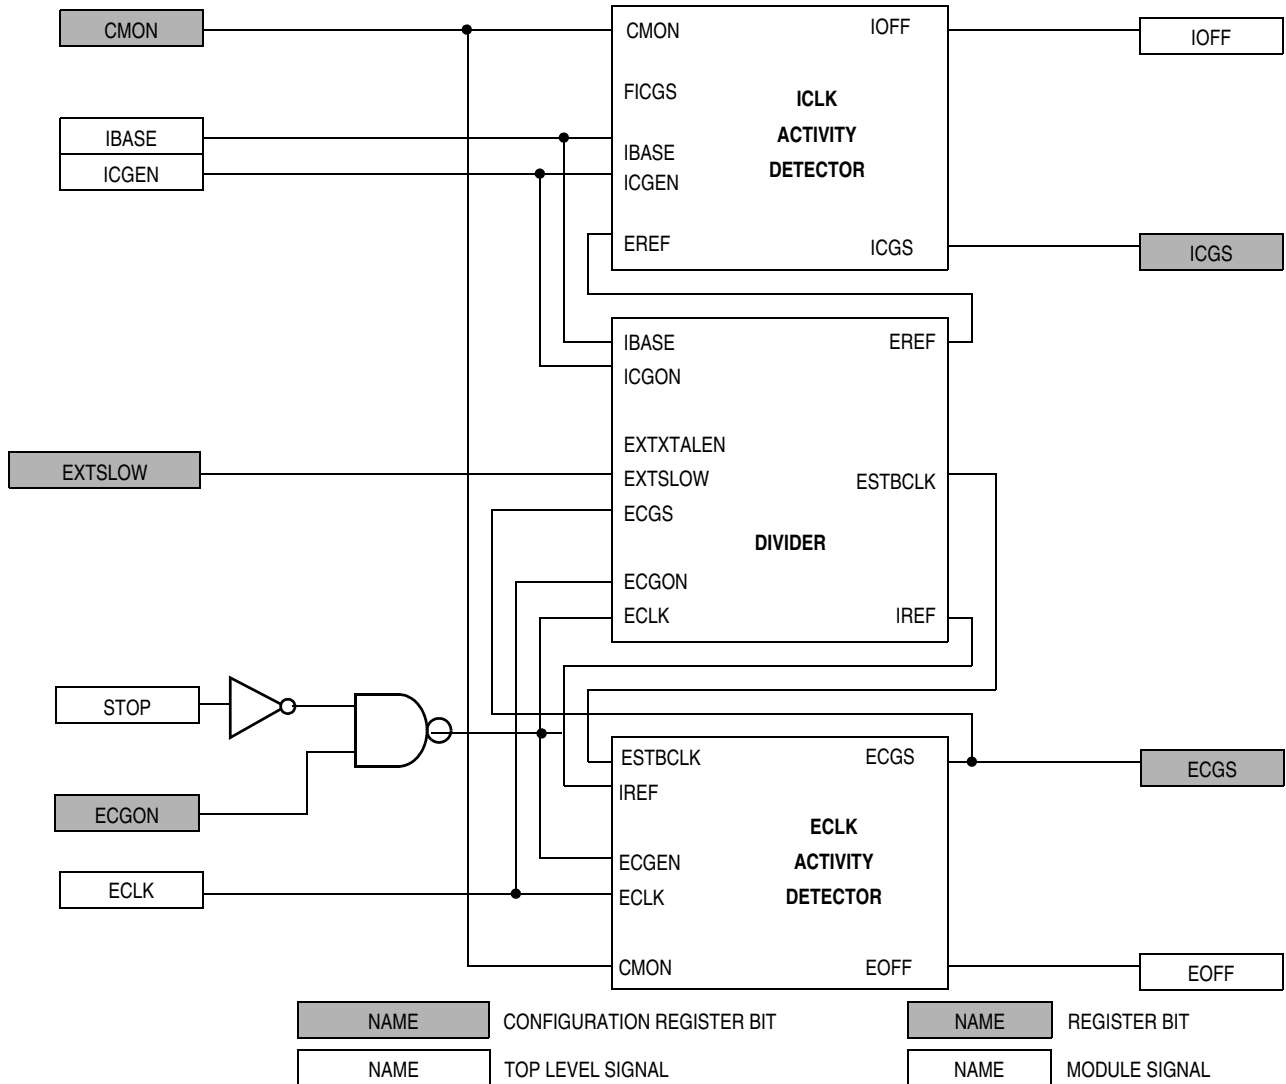 CMON
IBASE
ICGEN
EXTSLOW
STOP
ECGON
ECLK
CMON
FICGS
IBASE
ICGEN
EREF
ICLK
ACTIVITY
DETECTOR
IOFF
ICGS
IBASE
ICGON
EXTXTALEN
EXTSLOW
ECGS
ECGON
ECLK
DIVIDER
EREF
ESTBCLK
IREF
ESTBCLK
IREF
ECGEN
ECLK
CMON
ECLK
ACTIVITY
DETECTOR
ECGS
EOFF
IOFF
ICGS
ECGS
EOFF
NAME CONFIGURATION REGISTER BIT
NAME TOP LEVEL SIGNAL
NAME REGISTER BIT
NAME MODULE SIGNAL